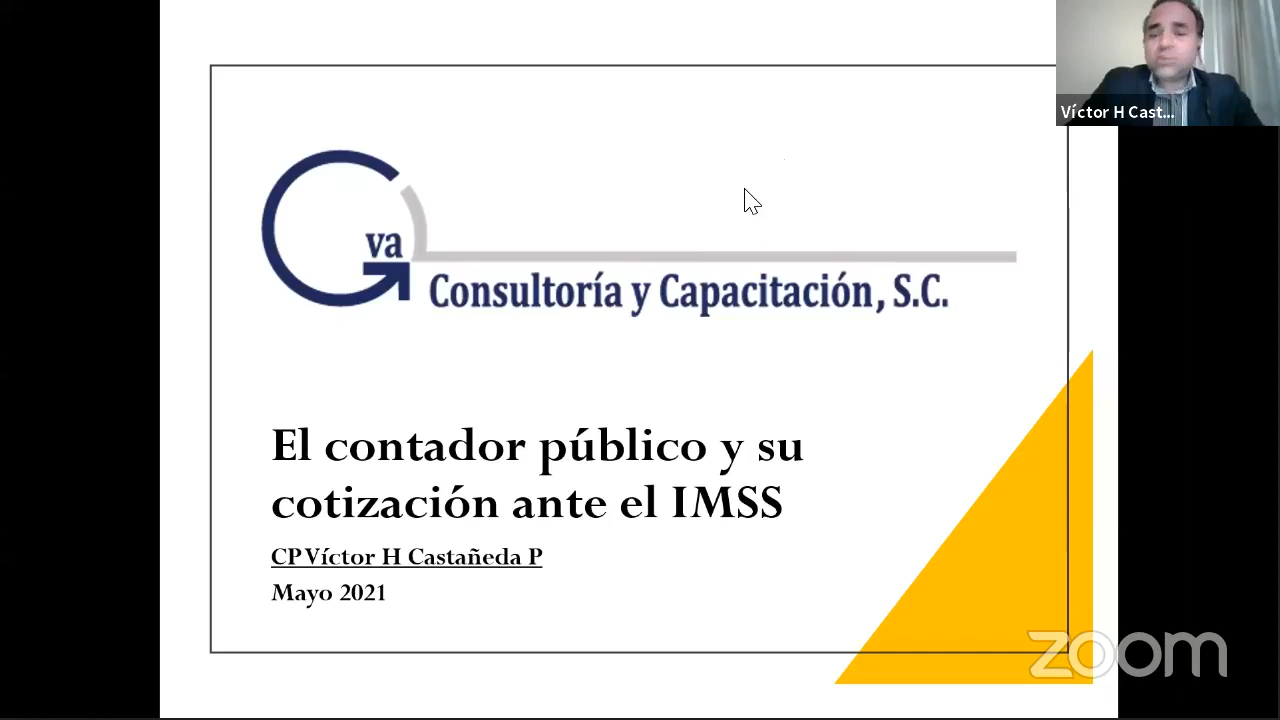 Víctor H Cast...
va
Consultoría y Capacitación, S.C.
El contador público y su
cotización ante el IMSS
CP Víctor H Castañeda P
Mayo 2021
zoom